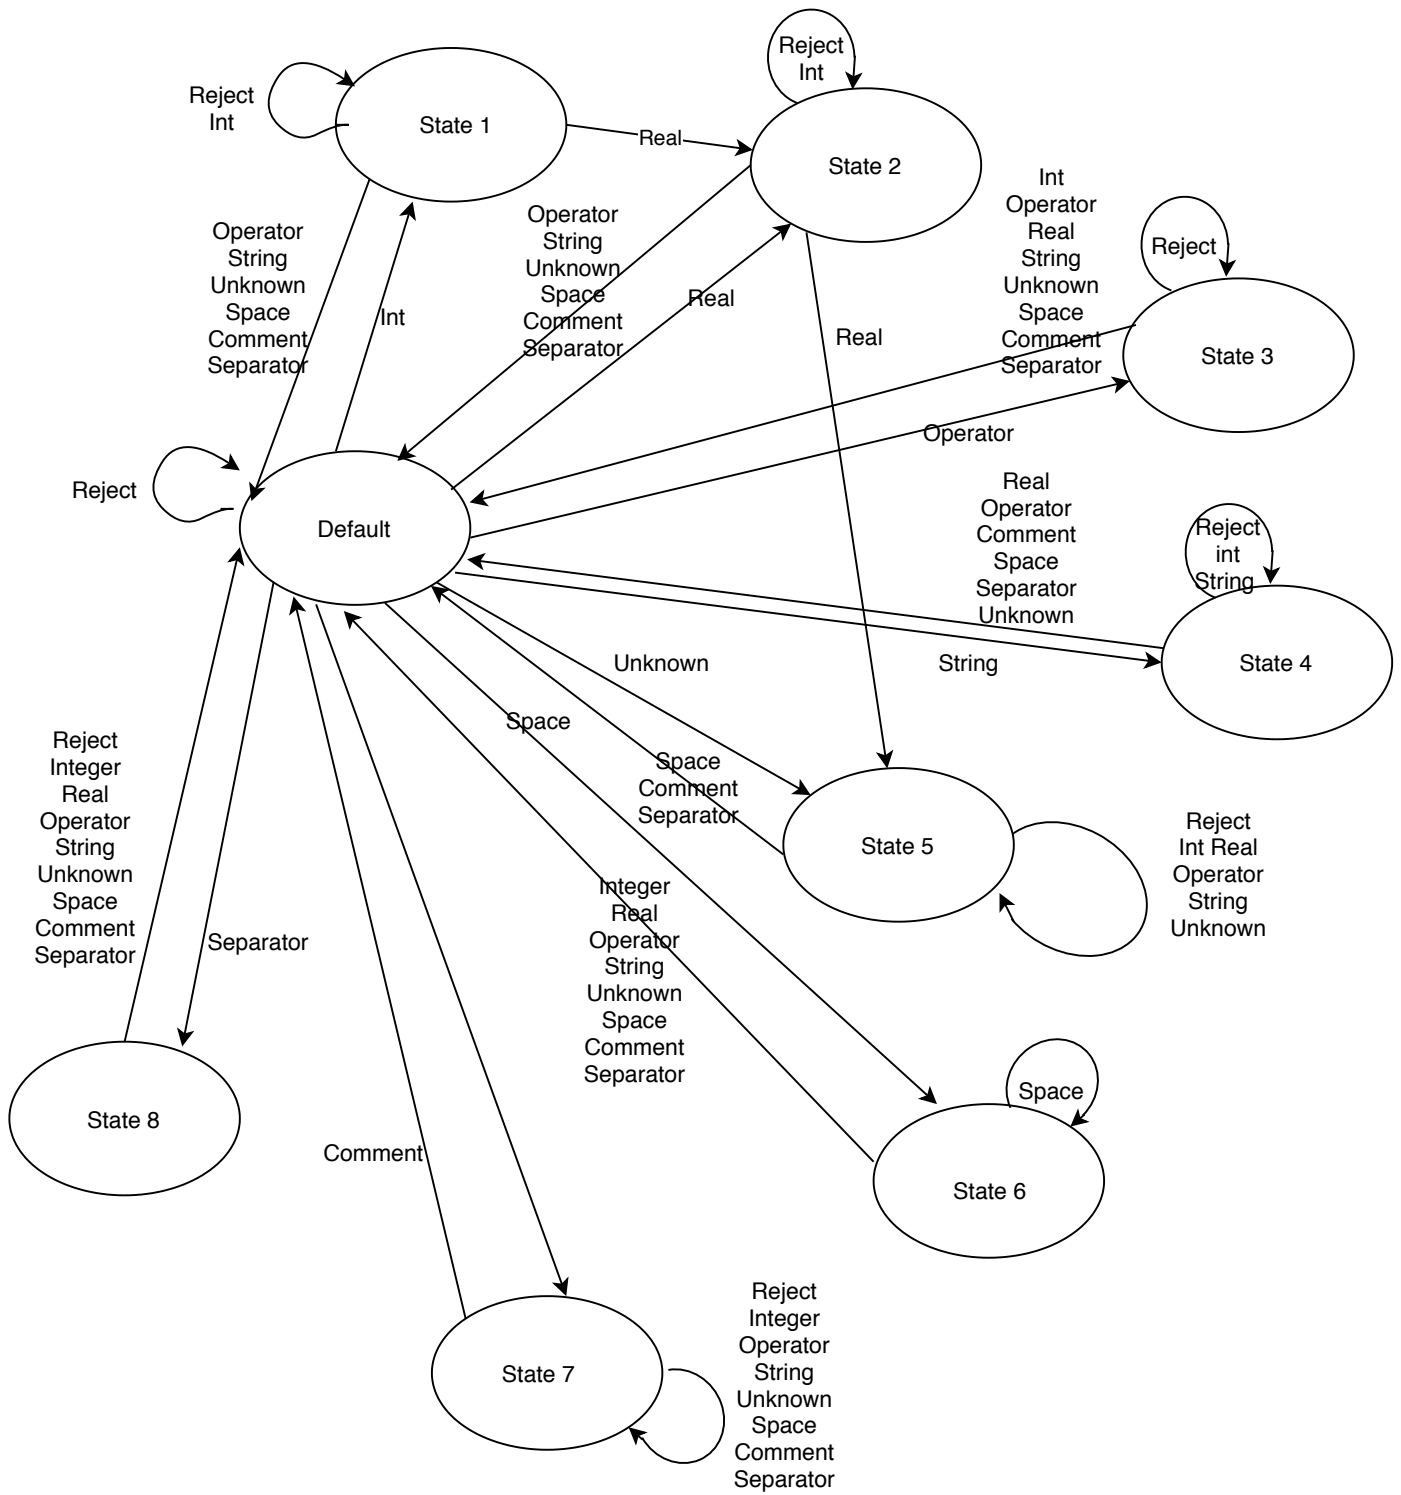 Reject
Int
State 1
Real
Reject
Int
State 2
Operator
String
Unknown
Space
Comment
Separator
Int
Operator
String
Unknown
Space
Comment
Separator
Real
Real
Int
Operator
Real
String
Unknown
Space
Comment
Separator
Reject
State 3
Operator
Reject
Default
Real
Operator
Comment
Space
Separator
Unknown
Reject
int
String
State 4
String
Unknown
Space
Space
Comment
Separator
State 5
Reject
Int Real
Operator
String
Unknown
Reject
Integer
Real
Operator
String
Unknown
Space
Comment
Separator
Separator
Integer
Real
Operator
String
Unknown
Space
Comment
Separator
State 8
Comment
Space
State 6
State 7
Reject
Integer
Operator
String
Unknown
Space
Comment
Separator